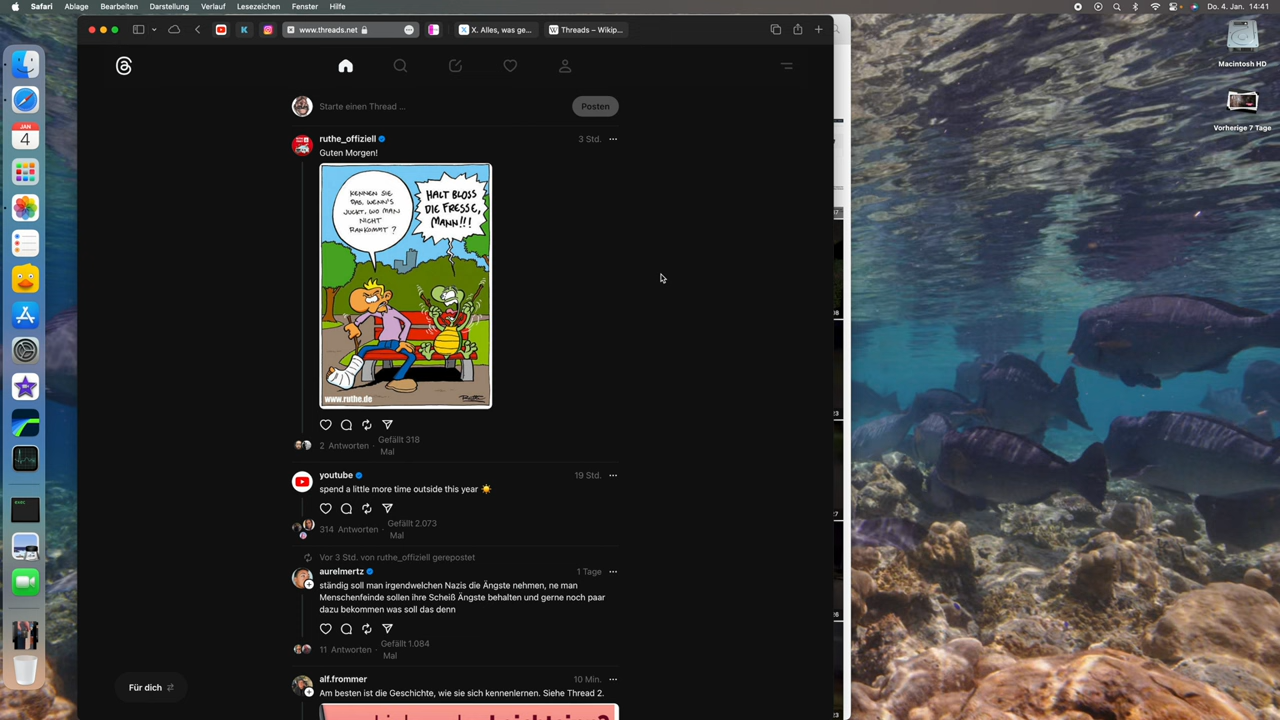 Safari Ablage Bearbeiten Darstellung Verlauf Lesezeichen Fenster Hilfe
Do. 4. Jan. 14:41
www.threads.net
X. Alles, was ge...
Threads – Wikip...
Macintosh HD
Vorherige 7 Tage
JAN
4
Starte einen Thread ...
Posten
ruthe_offiziell
3 Std.
Guten Morgen!
KENNEN SIE
DAS, WENN'S
JUCKT, WO MAN
NICHT
RANKOMMT?
HALT BLOSS
DIE FRESSE,
MANN!!!
www.ruthe.de
2 Antworten · Gefällt 318
Mal
youtube
19 Std.
spend a little more time outside this year
314 Antworten · Gefällt 2.073
Mal
Vor 3 Std. von ruthe_offiziell gerepostet
aurelmertz
1 Tage
ständig soll man irgendwelchen Nazis die Ängste nehmen, ne man
Menschenfeinde sollen ihre Scheiß Ängste behalten und gerne noch paar
dazu bekommen was soll das denn
11 Antworten · Gefällt 1.084
Mal
alf.frommer
10 Min.
Am besten ist die Geschichte, wie sie sich kennenlernen. Siehe Thread 2.
Für dich